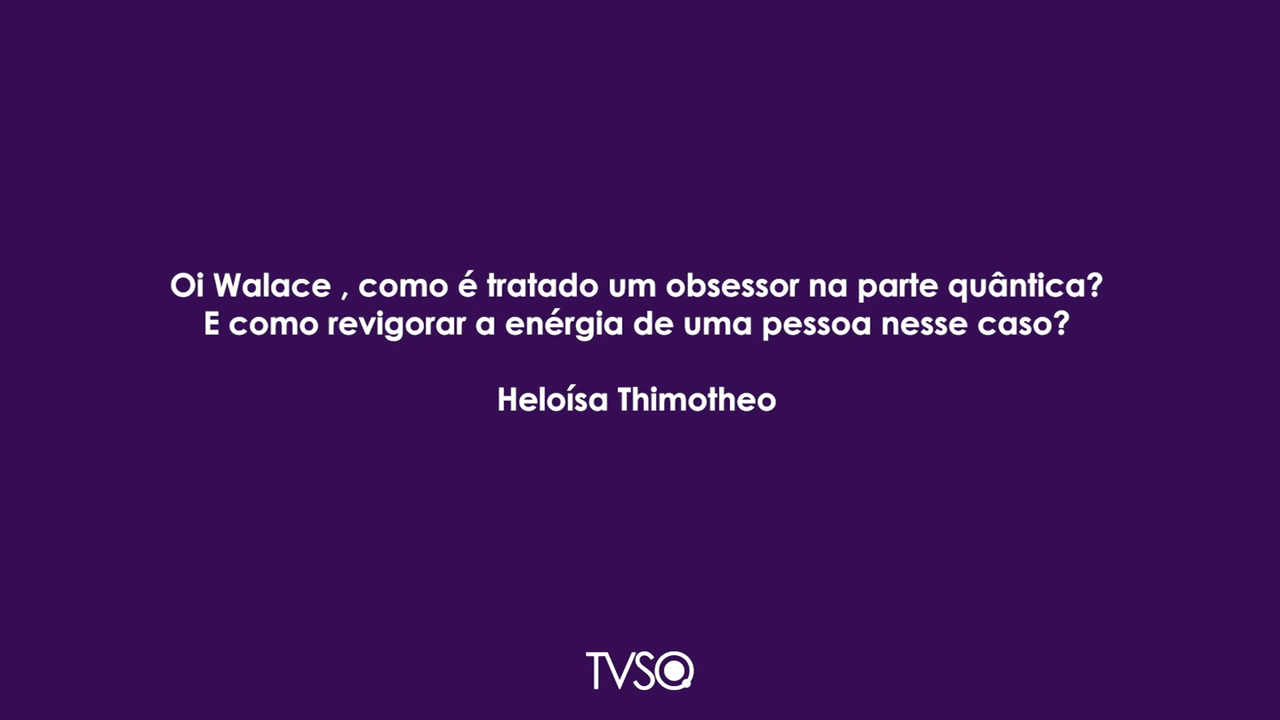 Oi Walace , como é tratado um obsessor na parte quântica?
E como revigorar a enérgia de uma pessoa nesse caso?
Heloísa Thimotheo
TVSQ